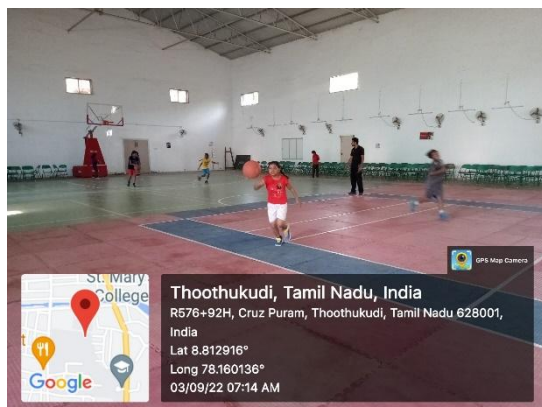 GPS Map Camera
St. Mary
College
Google
Thoothukudi, Tamil Nadu, India
R576+92H, Cruz Puram, Thoothukudi, Tamil Nadu 628001,
India
Lat 8.812916°
Long 78.160136°
03/09/22 07:14 AM